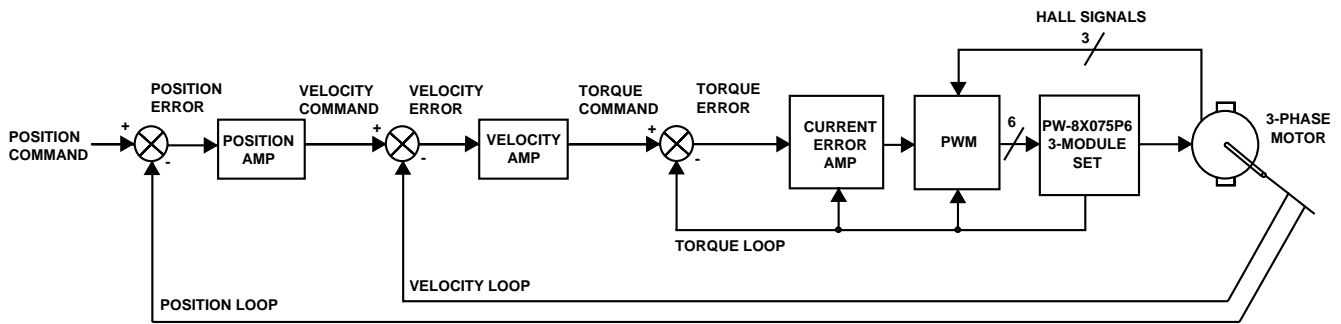 HALL SIGNALS
3
POSITION
COMMAND
+
-
POSITION
ERROR
POSITION
AMP
VELOCITY
COMMAND
+
-
VELOCITY
ERROR
VELOCITY
AMP
TORQUE
COMMAND
+
-
TORQUE
ERROR
CURRENT
ERROR
AMP
PWM
6
PW-8X075P6
3-MODULE
SET
3-PHASE
MOTOR
TORQUE LOOP
VELOCITY LOOP
POSITION LOOP